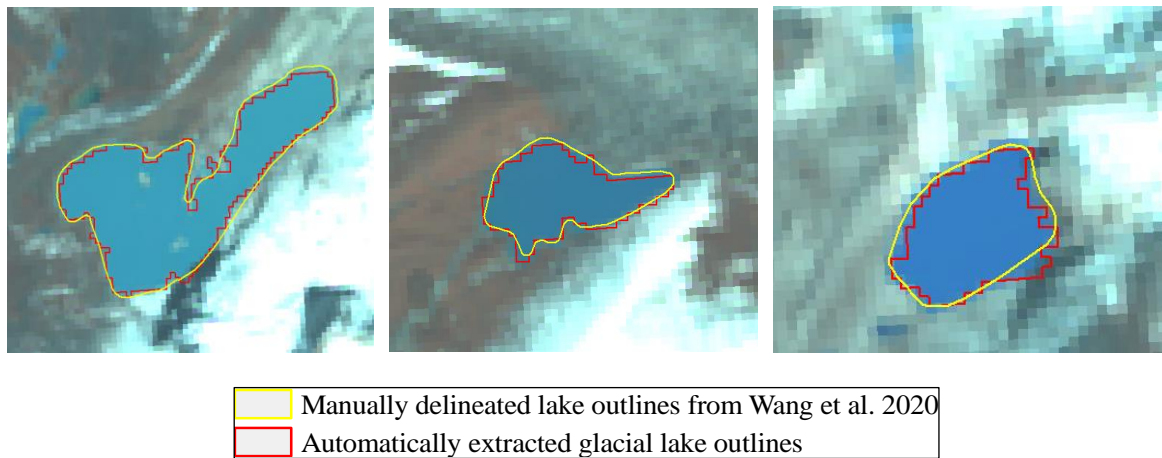 Manually delineated lake outlines from Wang et al. 2020
Automatically extracted glacial lake outlines